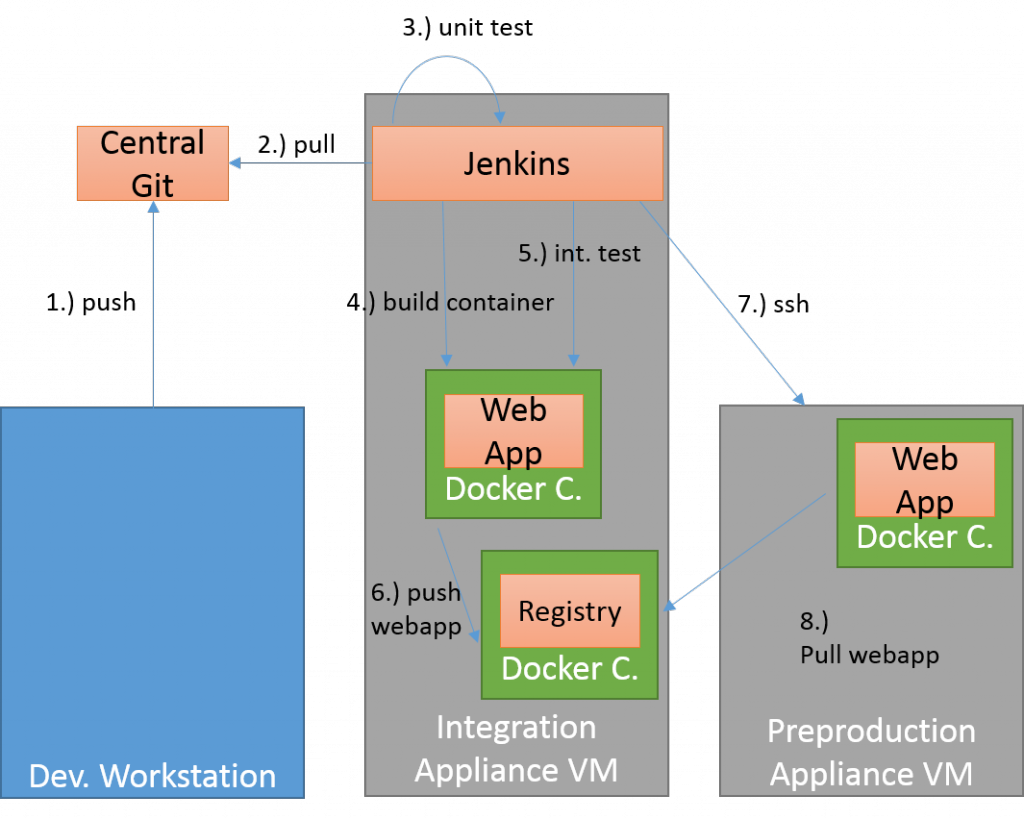 3.) unit test
Central
Git
2.) pull
Jenkins
5.) int. test
1.) push
4.) build container
7.) ssh
Web
App
Docker C.
Web
App
Docker C.
6.) push
webapp
Registry
Docker C.
8.)
Pull webapp
Integration
Appliance VM
Preproduction
Appliance VM
Dev. Workstation